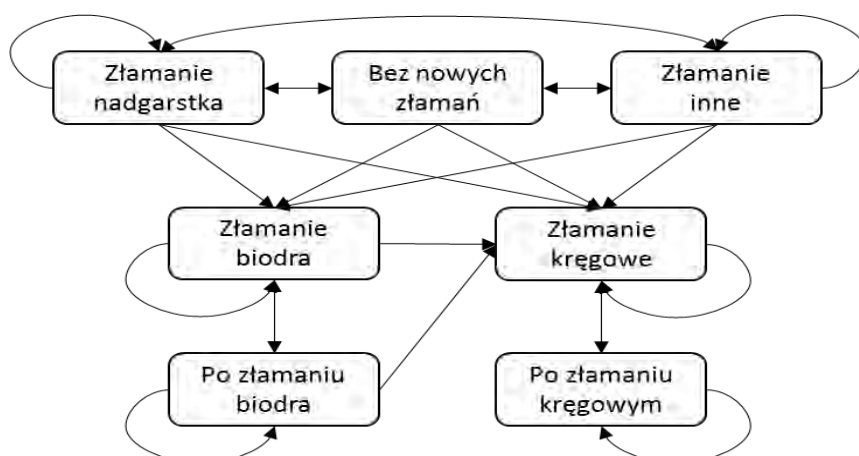 Złamanie
nadgarstka
Bez nowych
złamań
Złamanie
inne
Złamanie
biodra
Złamanie
kręgowe
Po złamaniu
biodra
Po złamaniu
kręgowym